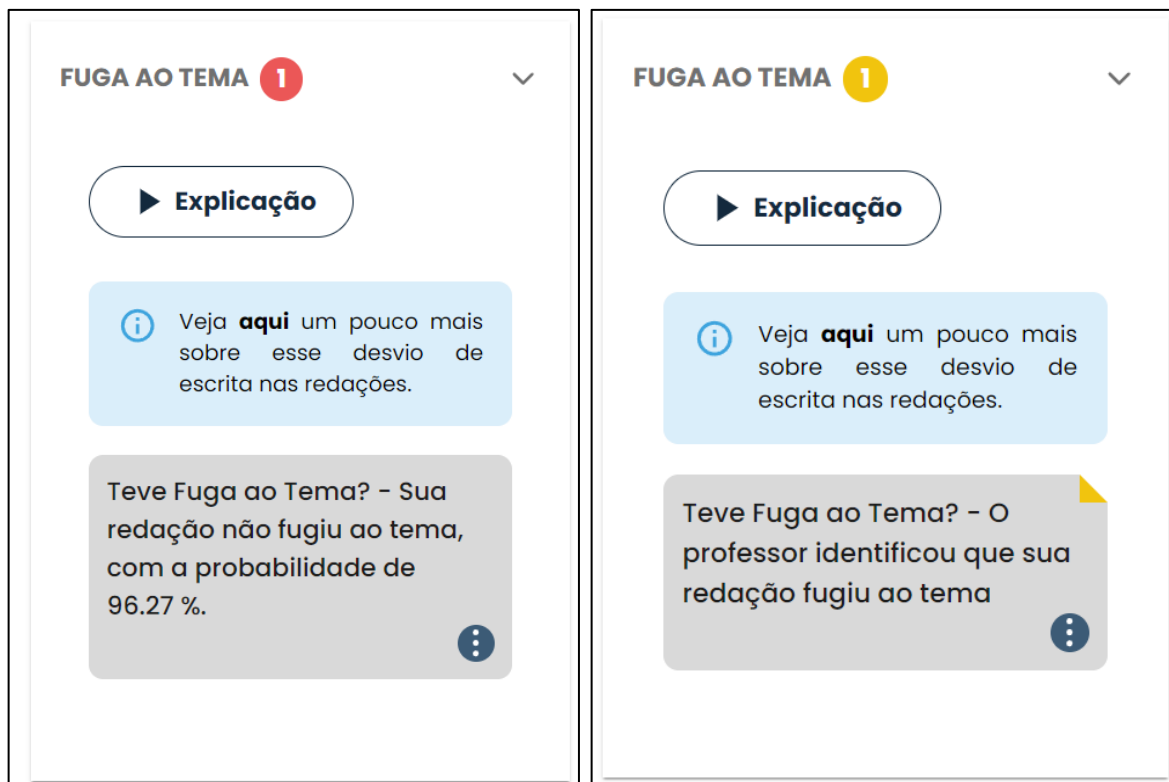 FUGA AO TEMA 1
Explicação
Veja aqui um pouco mais
sobre esse desvio de
escrita nas redações.
Teve Fuga ao Tema? - Sua
redação não fugiu ao tema,
com a probabilidade de
96.27 %.
FUGA AO TEMA 1
Explicação
Veja aqui um pouco mais
sobre esse desvio de
escrita nas redações.
Teve Fuga ao Tema? - O
professor identificou que sua
redação fugiu ao tema